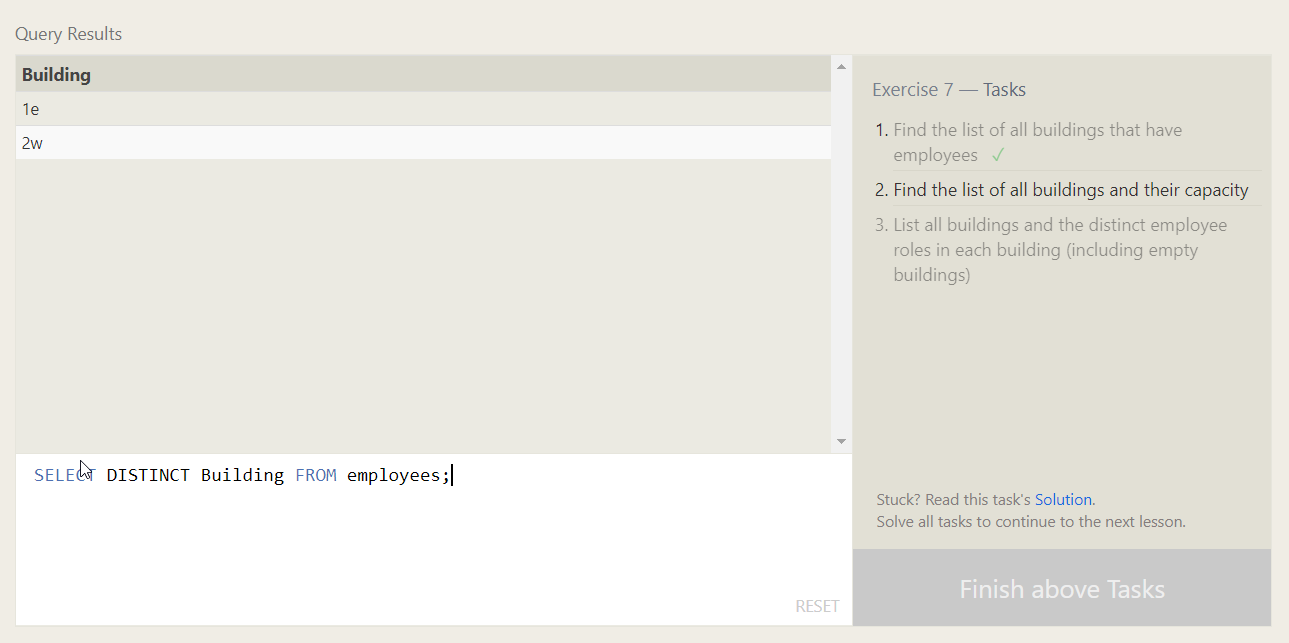 Query Results
Building
1e
2w
SELECT DISTINCT Building FROM employees;
RESET
Exercise 7 — Tasks
1. Find the list of all buildings that have
employees ✓
2. Find the list of all buildings and their capacity
3. List all buildings and the distinct employee
roles in each building (including empty
buildings)
Stuck? Read this task's Solution.
Solve all tasks to continue to the next lesson.
Finish above Tasks